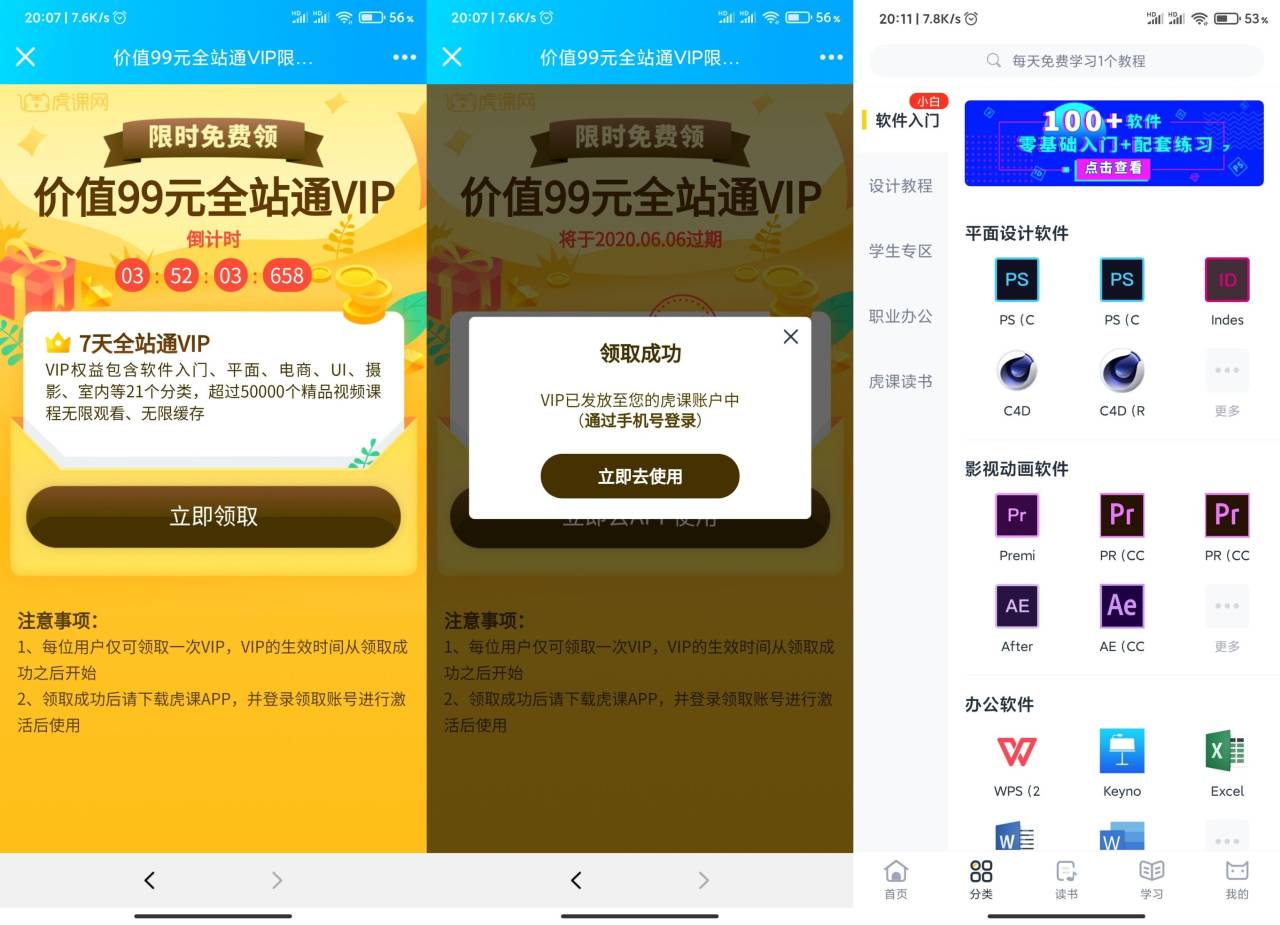 20:07 | 7.6K/s
HD HD 56%
价值99元全站通VIP限...
虎课网
限时免费领
价值99元全站通VIP
倒计时
03 : 52 : 03 : 658
7天全站通VIP
VIP权益包含软件入门、平面、电商、UI、摄
影、室内等21个分类，超过50000个精品视频课
程无限观看、无限缓存
立即领取
注意事项：
1、每位用户仅可领取一次VIP，VIP的生效时间从领取成
功之后开始
2、领取成功后请下载虎课APP，并登录领取账号进行激
活后使用
20:07 | 7.6K/s
HD HD 56%
价值99元全站通VIP限...
虎课网
限时免费领
价值99元全站通VIP
将于2020.06.06过期
领取成功
VIP已发放至您的虎课账户中
（通过手机号登录）
立即去使用
立即去APP使用
注意事项：
1、每位用户仅可领取一次VIP，VIP的生效时间从领取成
功之后开始
2、领取成功后请下载虎课APP，并登录领取账号进行激
活后使用
20:11 | 7.8K/s
HD HD 53%
每天免费学习1个教程
小白
软件入门
设计教程
学生专区
职业办公
虎课读书
100+软件
零基础入门+配套练习
点击查看
平面设计软件
PS PS ID
PS (C PS (C Indes
C4D C4D (R 更多
影视动画软件
Pr Pr Pr
Premi PR (CC PR (CC
AE Ae
After AE (CC 更多
办公软件
WPS (2 Keyno Excel
首页 分类 读书 学习 我的